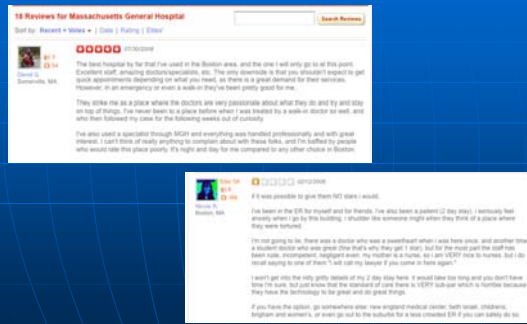 18 Reviews for Massachusetts General Hospital
Search Reviews
Sort by: Recent + Votes | Date | Rating | Elites'
07/30/2008
David G.
Somerville, MA
The best hospital by far that I've used in the Boston area, and the one I will only go to at this point.
Excellent staff, amazing doctors/specialists, etc. The only downside is that you shouldn't expect to get
quick appointments depending on what you need, as there is a great demand for their services.
However, in an emergency or even a walk-in they've been pretty good for me.
They strike me as a place where the doctors are very passionate about what they do and try and stay
on top of things. I've never been to a place before when I was treated by a walk-in doctor so well, and
who then followed my case for the following weeks out of curiosity.
I've also used a specialist through MGH and everything was handled professionally and with great
interest. I can't think of really anything to complain about with these folks, and I'm baffled by people
who would rate this place poorly. It's night and day for me compared to any other choice in Boston.
Boston, MA
if it was possible to give them NO stars i would.
i've been in the ER for myself and for friends. i've also been a patient (2 day stay). i seriously feel
anxiety when i go by this building. i shudder like someone might when they think of a place where
they were tortured.
i'm not going to lie, there was a doctor who was a sweetheart when i was here once. and another time
a student doctor who was great (the that's why they get 1 star). but for the most part the staff has
been rude, incompetent, negligent even. my mother is a nurse, so i am VERY nice to nurses. but i do
recall saying to one of them "i will call my lawyer if you come in here again."
i won't get into the nitty gritty details of my 2 day stay here. it would take too long and you don't have
time i'm sure. but just know that the standard of care there is VERY sub-par which is horrible because
they have the technology to be great and do great things.
if you have the option, go somewhere else: new england medical center, beth israel, childrens,
brigham and women's, or even go out to the suburbs for a less crowded ER if you can safely do so.